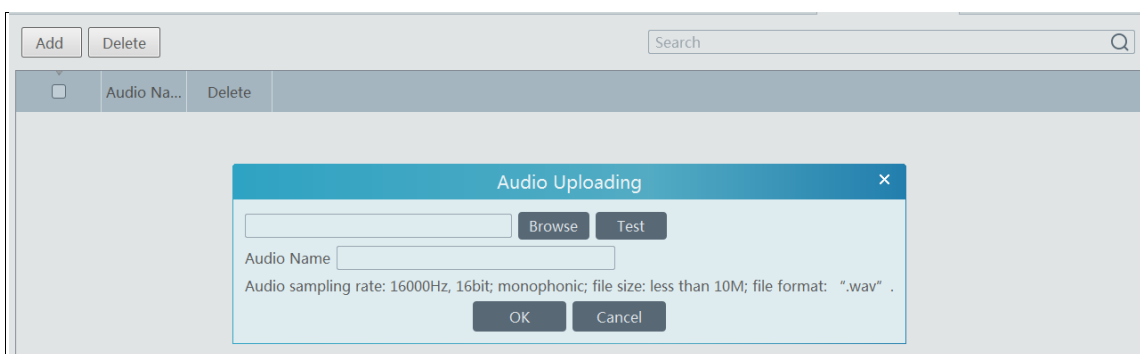 Add Delete Search
Audio Na... Delete
Audio Uploading ×
Browse Test
Audio Name
Audio sampling rate: 16000Hz, 16bit; monophonic; file size: less than 10M; file format: “.wav” .
OK Cancel